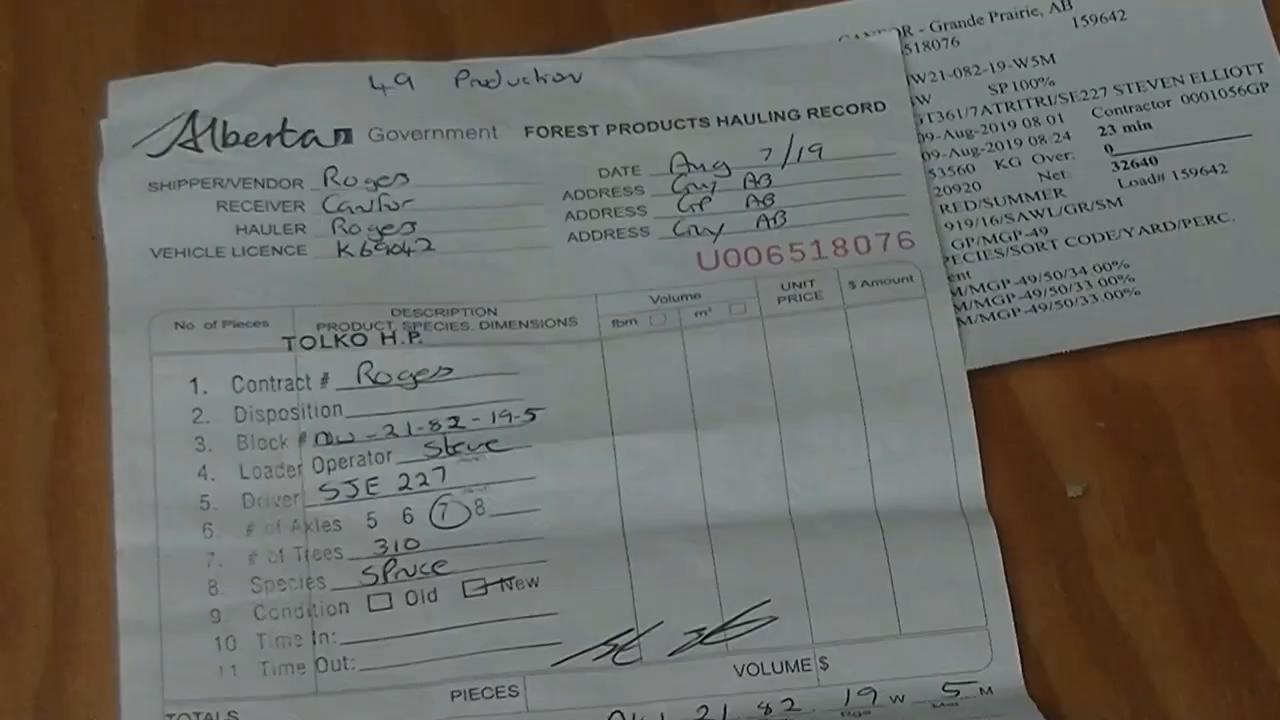 49 Production
Alberta Government FOREST PRODUCTS HAULING RECORD
SHIPPER/VENDOR Roges DATE Aug 7/19
RECEIVER Canfor ADDRESS Guy AB
HAULER Roges ADDRESS GP AB
VEHICLE LICENCE K69042 ADDRESS Guy AB
U006518076
No. of Pieces DESCRIPTION PRODUCT, SPECIES, DIMENSIONS Volume fbm m³ UNIT PRICE $ Amount
TOLKO H.P.
1. Contract # Roges
2. Disposition
3. Block # NW-21-82-19-5
4. Loader Operator Steve
5. Driver SJE 227
6. # of Axles 5 6 7 8
7. # of Trees 310
8. Species Spruce
9 Condition Old New
10 Time In:
11 Time Out:
PIECES VOLUME $
TOTALS
21 82 19 W 5 M
- Grande Prairie, AB
518076 159642
W21-082-19-W5M
SP100%
T361/7ATRITRI/SE227 STEVEN ELLIOTT
09-Aug-2019 08 01 Contractor 0001056GP
09-Aug-2019 08 24 23 min
53560 KG Over: 0
20920 Net: 32640
RED/SUMMER Load# 159642
919/16/SAWL/GR/SM
GP/MGP-49
PECIES/SORT CODE/YARD/PERC.
ent
M/MGP-49/50/34.00%
M/MGP-49/50/33.00%
M/MGP-49/50/33.00%